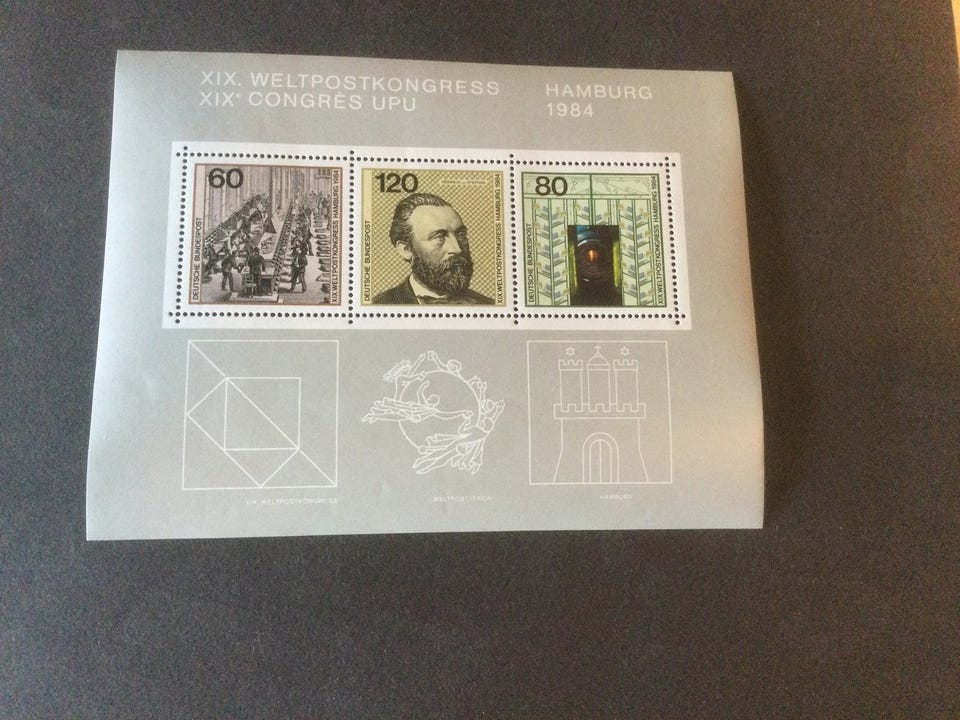 XIX. WELTPOSTKONGRESS
XIXe CONGRÈS UPU
HAMBURG
1984
60
DEUTSCHE BUNDESPOST
XIX.WELTPOSTKONGRESS HAMBURG 1984
120
DEUTSCHE BUNDESPOST
XIX.WELTPOSTKONGRESS HAMBURG 1984
80
DEUTSCHE BUNDESPOST
XIX.WELTPOSTKONGRESS HAMBURG 1984
XIX. WELTPOSTKONGRESS
WELTPOSTVEREIN
HAMBURG